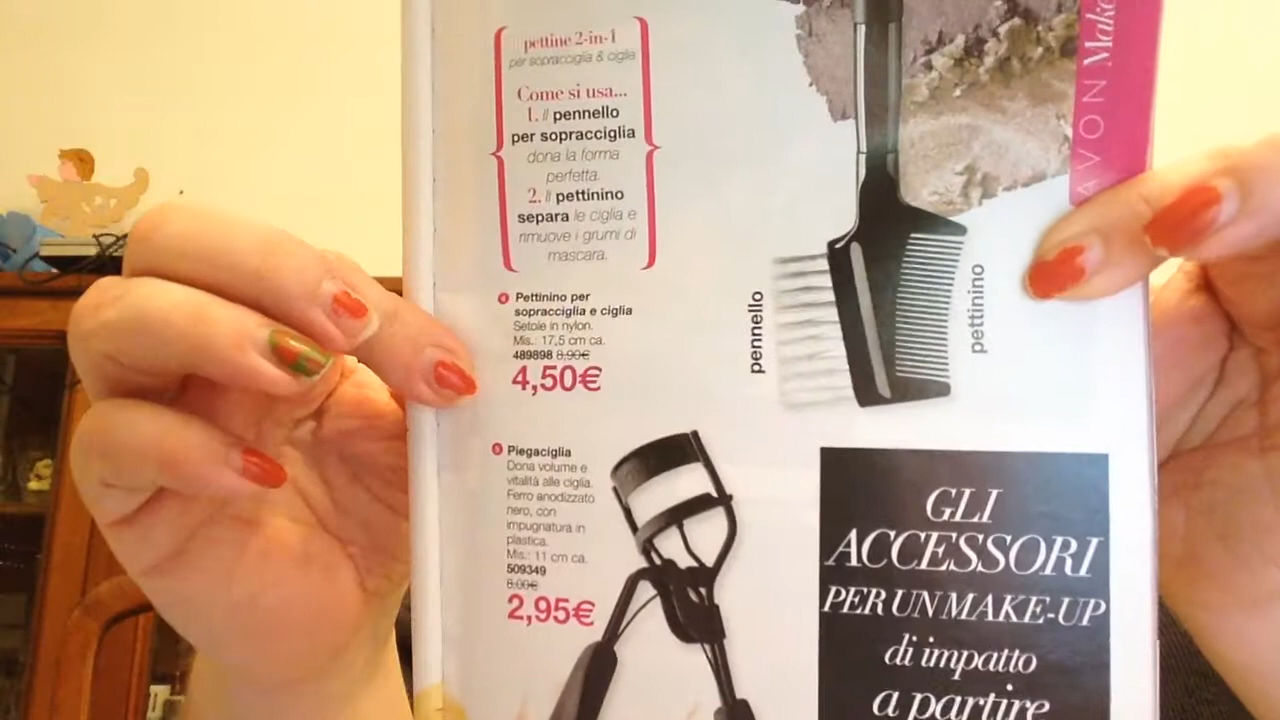 pettine 2-in-1
per sopracciglia & ciglia
Come si usa...
1. Il pennello
per sopracciglia
dona la forma
perfetta.
2. Il pettinino
separa le ciglia e
rimuove i grumi di
mascara.
4 Pettinino per
sopracciglia e ciglia
Setole in nylon.
Mis.: 17,5 cm ca.
489898 8,90€
4,50€
pennello
pettinino
AVON Make
5 Piegaciglia
Dona volume e
vitalità alle ciglia.
Ferro anodizzato
nero, con
impugnatura in
plastica.
Mis.: 11 cm ca.
509349
8,00€
2,95€
GLI
ACCESSORI
PER UN MAKE-UP
di impatto
a partire